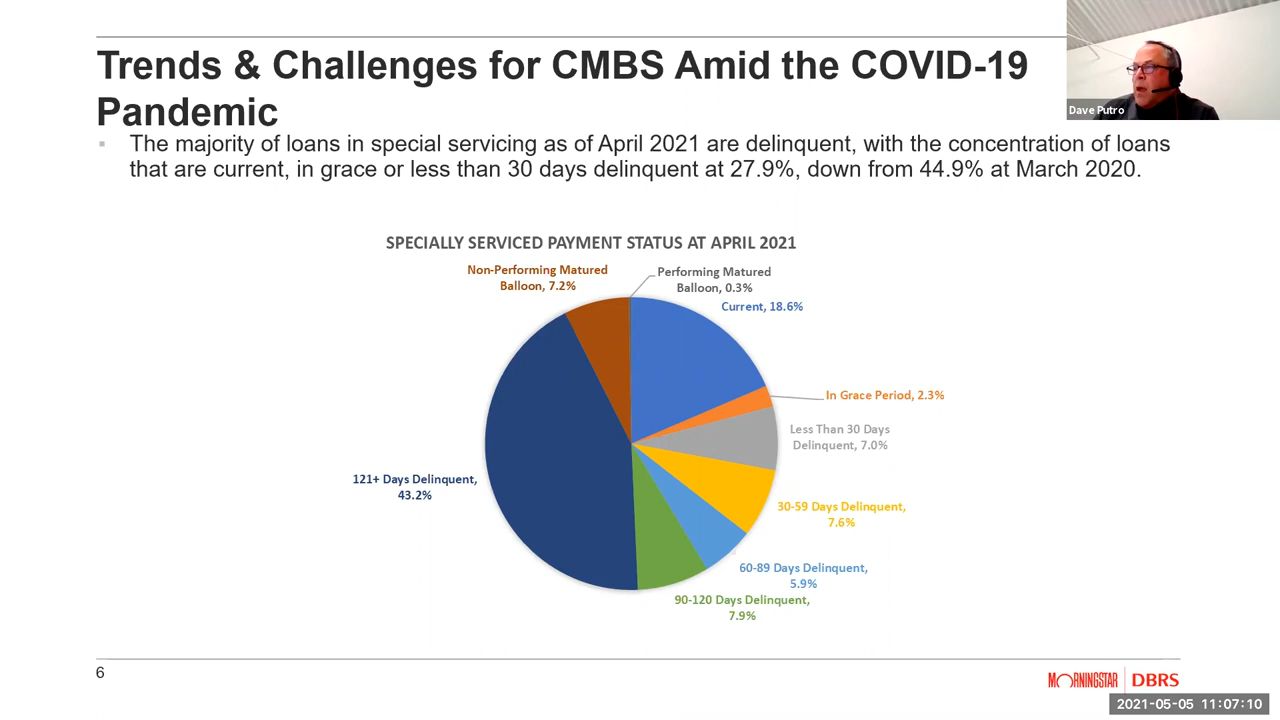 Trends & Challenges for CMBS Amid the COVID-19
Pandemic
Dave Putro
▪ The majority of loans in special servicing as of April 2021 are delinquent, with the concentration of loans
that are current, in grace or less than 30 days delinquent at 27.9%, down from 44.9% at March 2020.
SPECIALLY SERVICED PAYMENT STATUS AT APRIL 2021
Non-Performing Matured
Balloon, 7.2%
Performing Matured
Balloon, 0.3%
Current, 18.6%
In Grace Period, 2.3%
Less Than 30 Days
Delinquent, 7.0%
121+ Days Delinquent,
43.2%
30-59 Days Delinquent,
7.6%
60-89 Days Delinquent,
5.9%
90-120 Days Delinquent,
7.9%
6
MORNINGSTAR | DBRS
2021-05-05 11:07:10